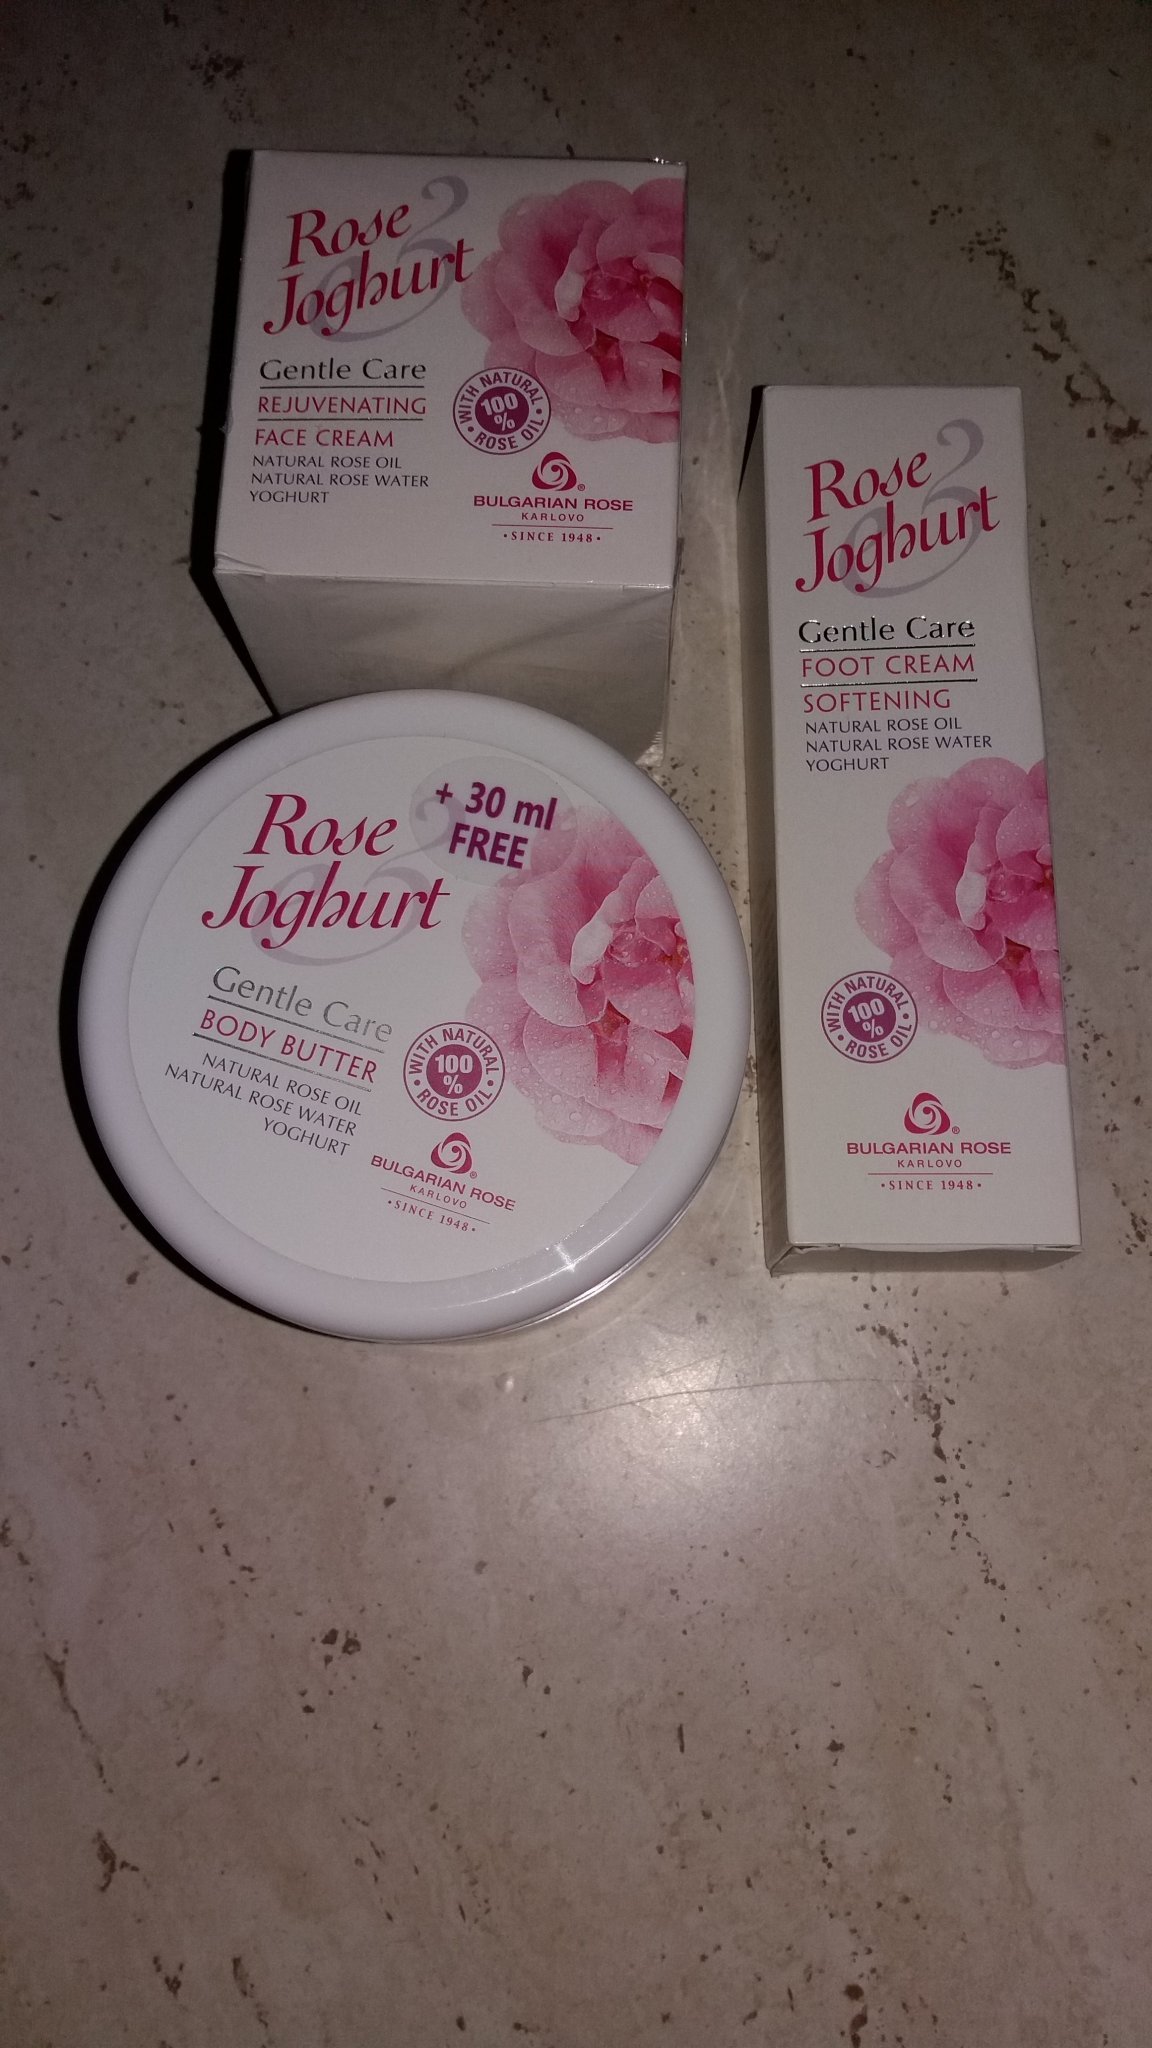 Rose &
Joghurt
Gentle Care
REJUVENATING
FACE CREAM
NATURAL ROSE OIL
NATURAL ROSE WATER
YOGHURT
WITH NATURAL
100
%
ROSE OIL
BULGARIAN ROSE
KARLOVO
• SINCE 1948 •
Rose &
Joghurt
Gentle Care
FOOT CREAM
SOFTENING
NATURAL ROSE OIL
NATURAL ROSE WATER
YOGHURT
WITH NATURAL
100
%
ROSE OIL
BULGARIAN ROSE
KARLOVO
• SINCE 1948 •
+ 30 ml
FREE
Rose &
Joghurt
Gentle Care
BODY BUTTER
NATURAL ROSE OIL
NATURAL ROSE WATER
YOGHURT
WITH NATURAL
100
%
ROSE OIL
BULGARIAN ROSE
KARLOVO
• SINCE 1948 •